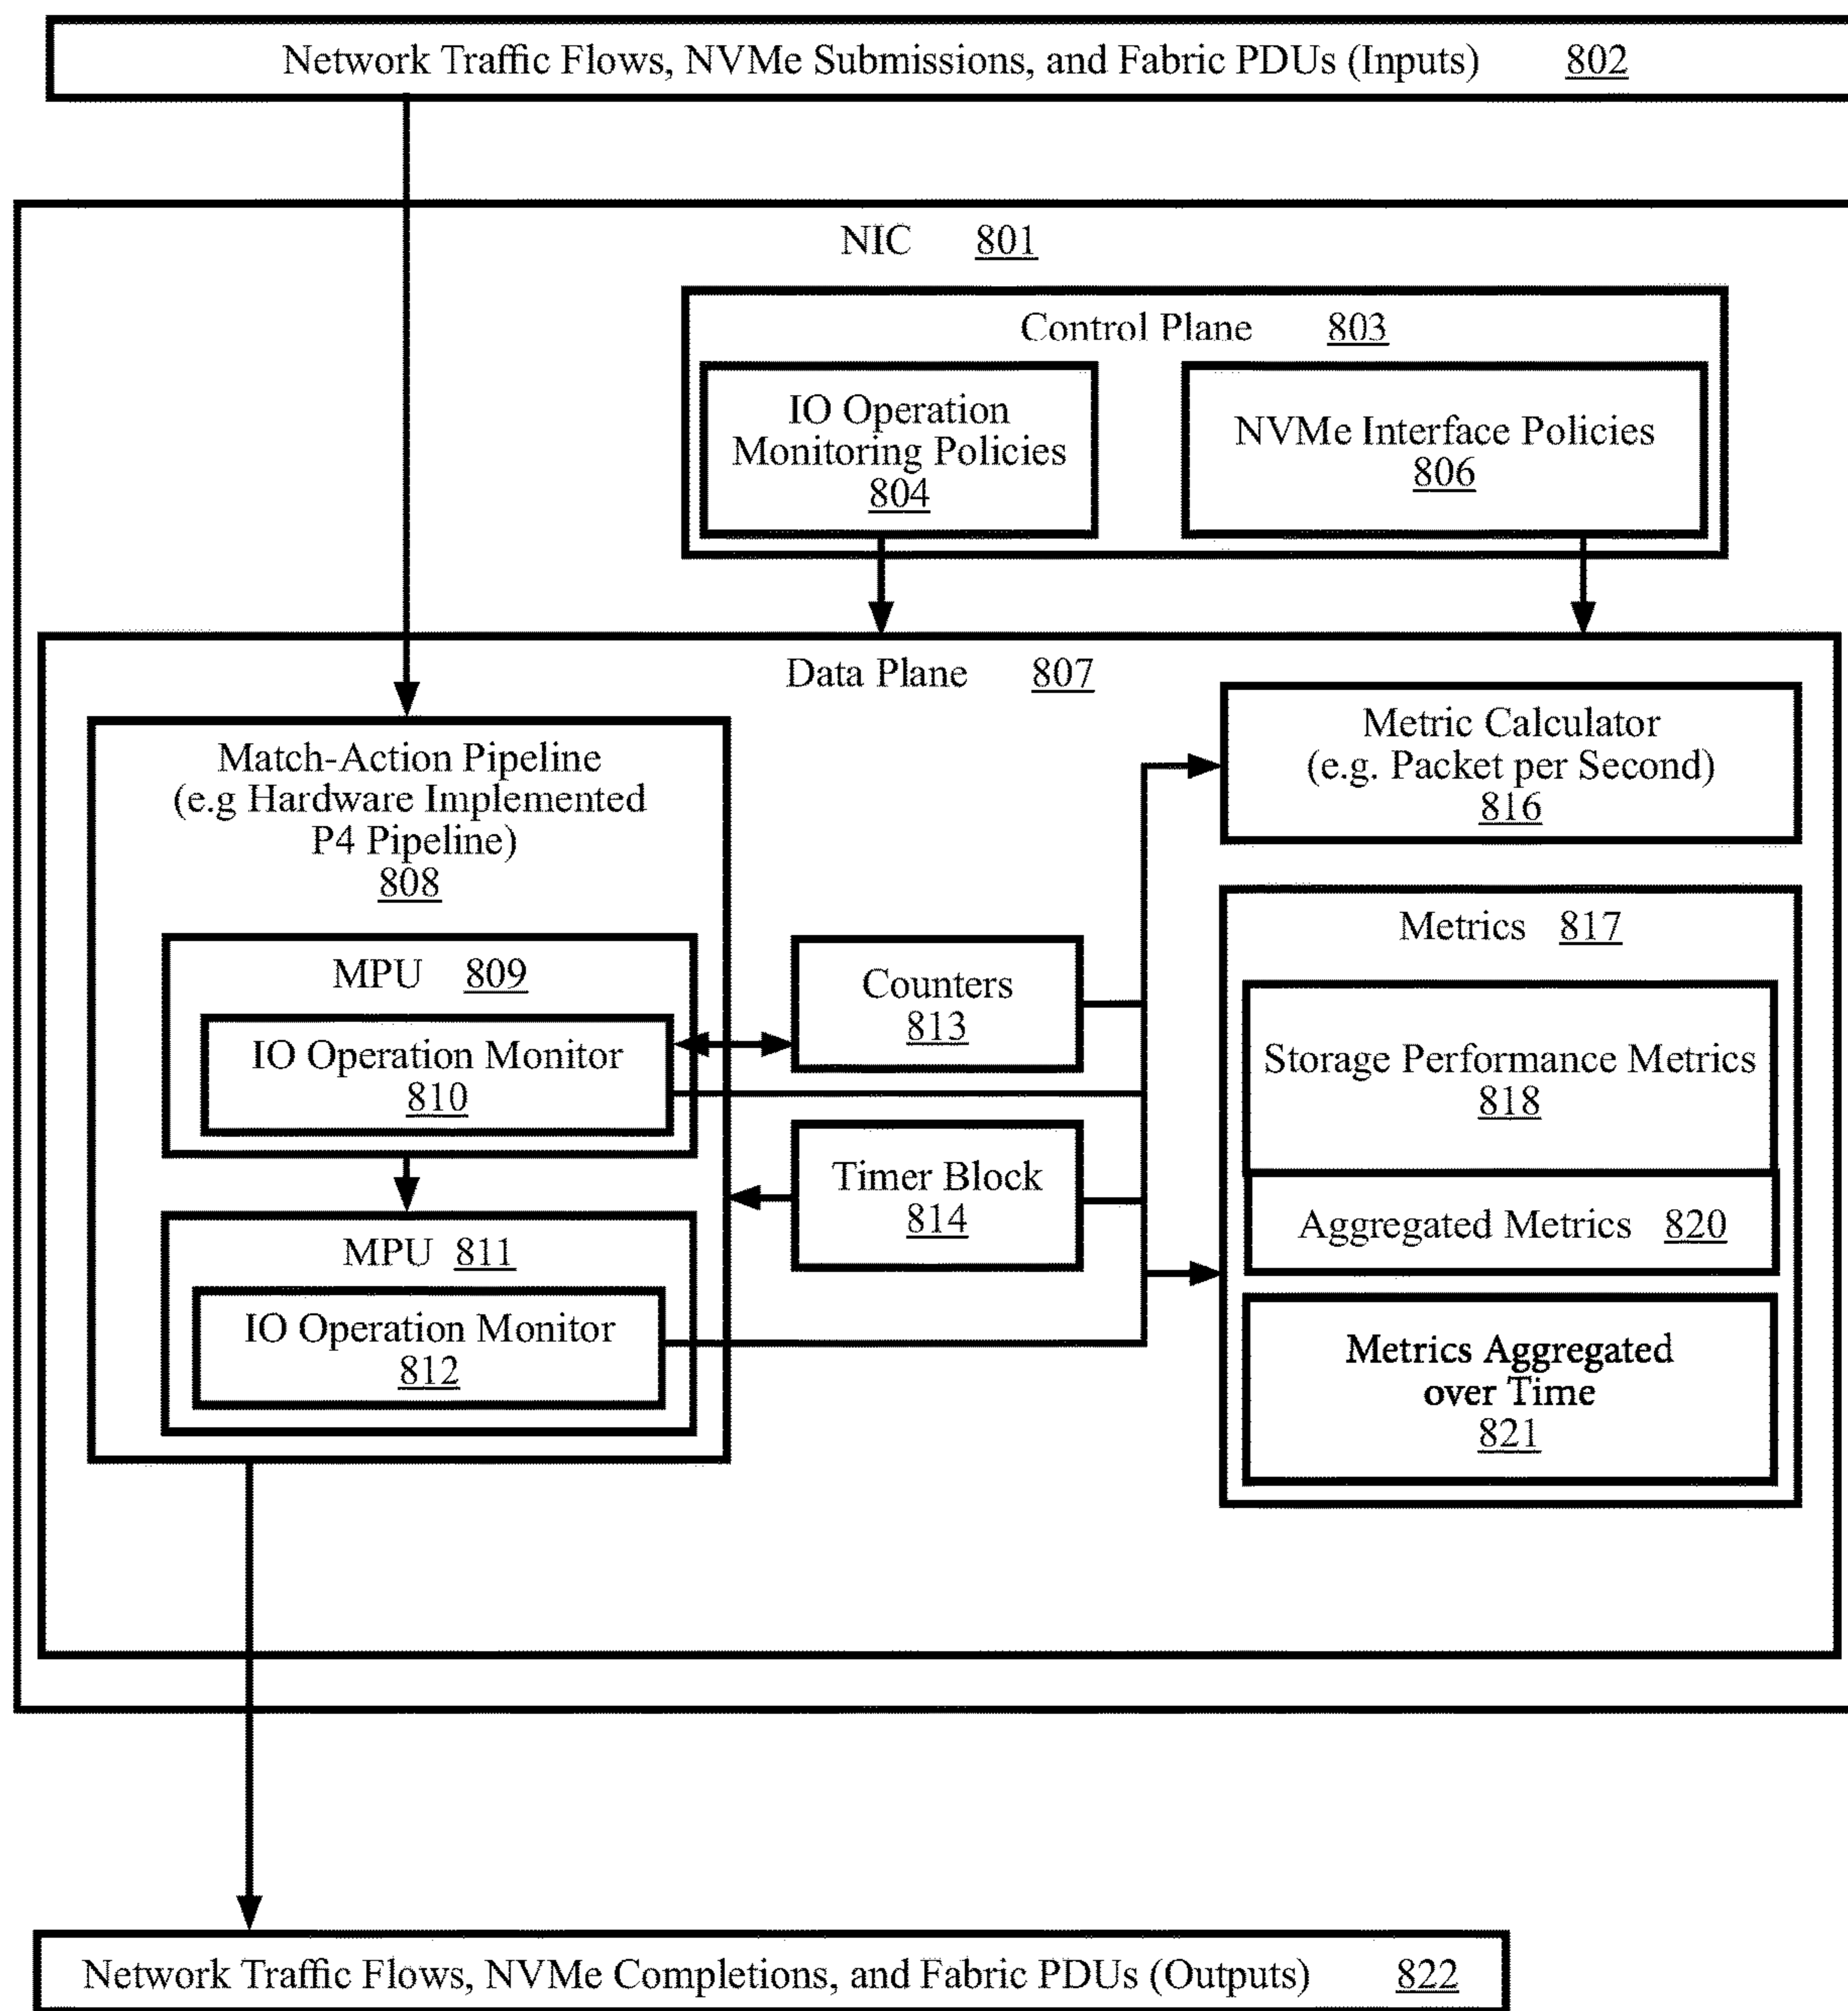 Network Traffic Flows, NVMe Submissions, and Fabric PDUs (Inputs) 802
NIC 801
Control Plane 803
IO Operation
Monitoring Policies
804
NVMe Interface Policies
806
Data Plane 807
Match-Action Pipeline
(e.g Hardware Implemented
P4 Pipeline)
808
MPU 809
IO Operation Monitor
810
MPU 811
IO Operation Monitor
812
Counters
813
Timer Block
814
Metric Calculator
(e.g. Packet per Second)
816
Metrics 817
Storage Performance Metrics
818
Aggregated Metrics 820
Metrics Aggregated
over Time
821
Network Traffic Flows, NVMe Completions, and Fabric PDUs (Outputs) 822